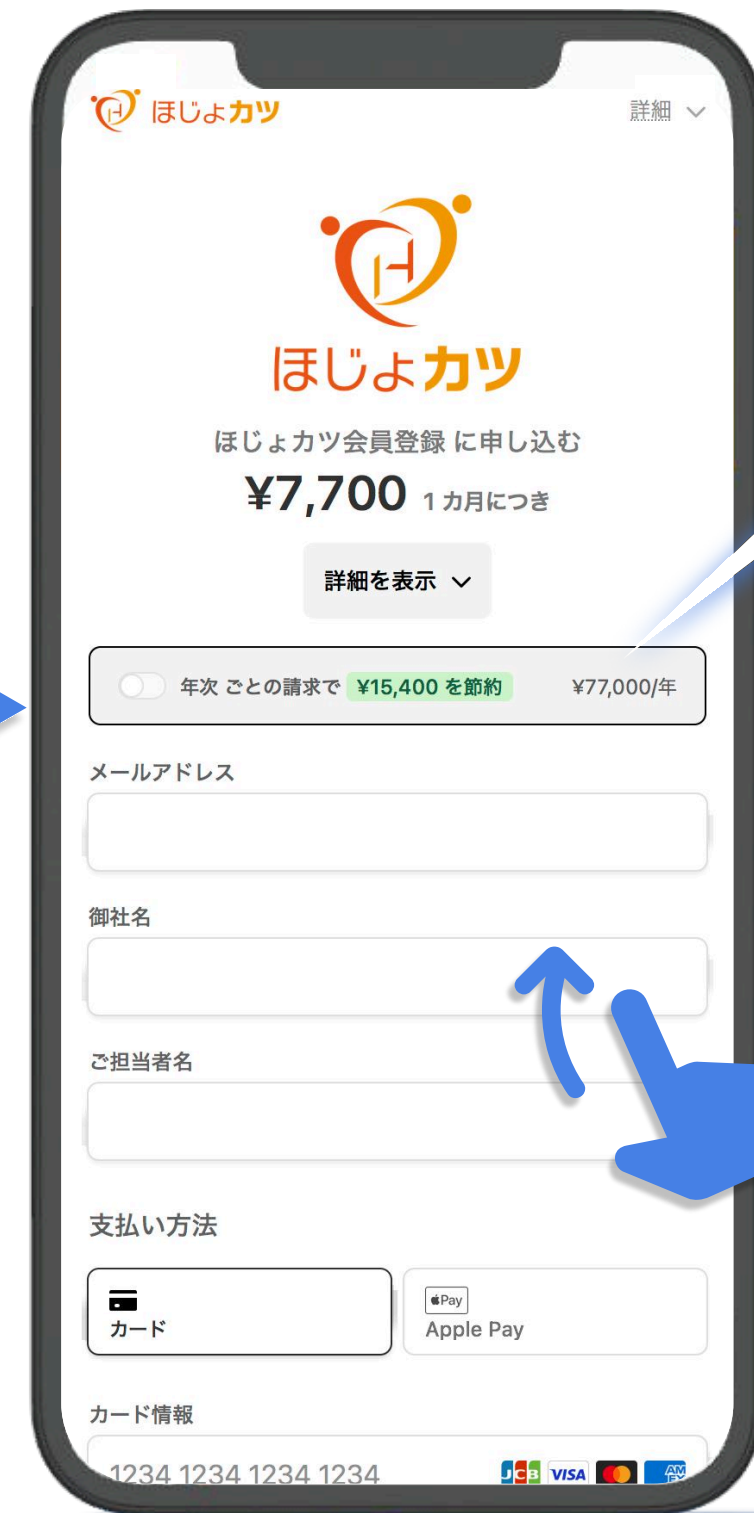 ほじょカツ
詳細
ほじょカツ
ほじょカツ会員登録 に申し込む
¥7,700 1 カ月につき
詳細を表示
年次 ごとの請求で ¥15,400 を節約 ¥77,000/年
メールアドレス
御社名
ご担当者名
支払い方法
Pay
カード Apple Pay
カード情報
1234 1234 1234 1234 JCB VISA AM EX